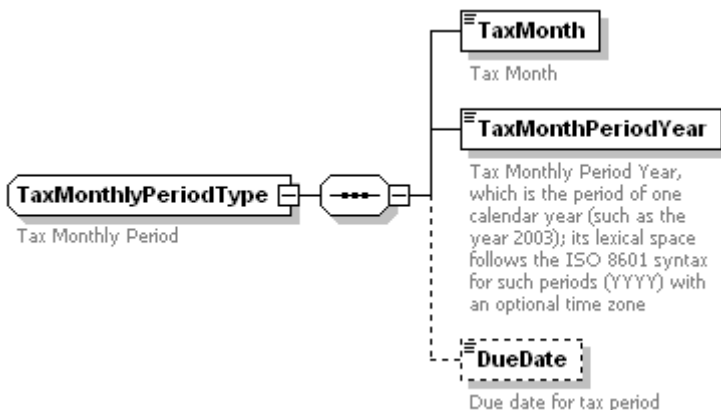 TaxMonth
Tax Month
TaxMonthPeriodYear
Tax Monthly Period Year,
which is the period of one
calendar year (such as the
year 2003); its lexical space
follows the ISO 8601 syntax
for such periods (YYYY) with
an optional time zone
TaxMonthlyPeriodType
Tax Monthly Period
DueDate
Due date for tax period